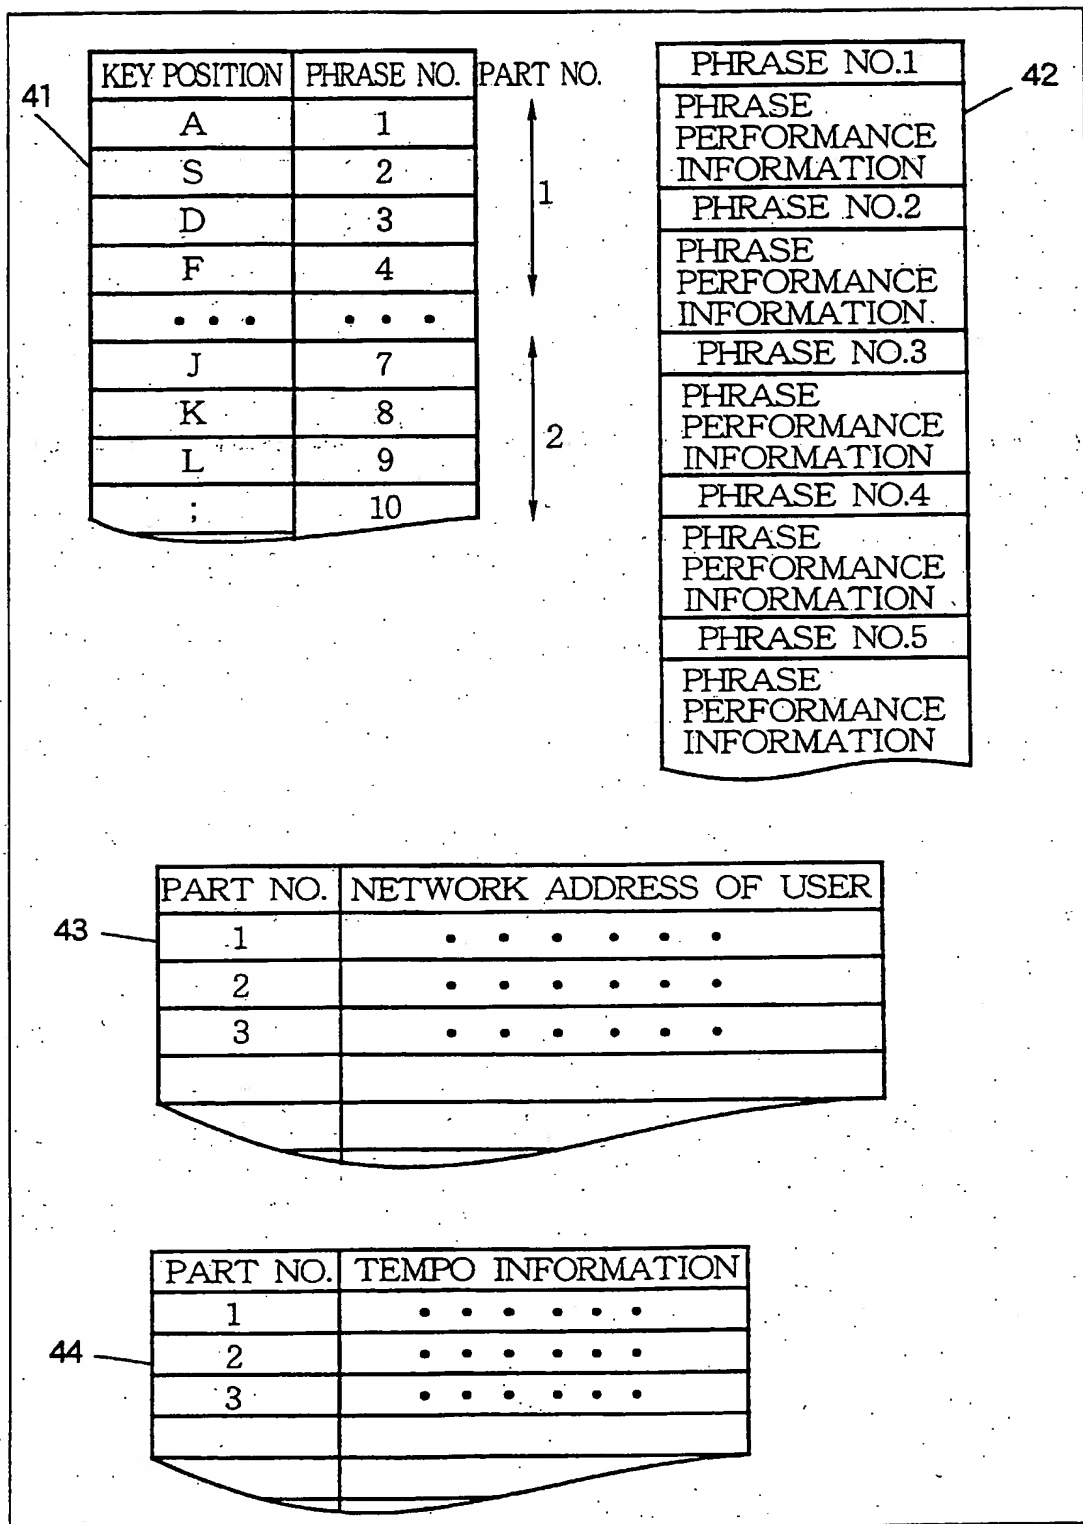 41
KEY POSITION PHRASE NO. PART NO.
A 1
S 2
D 3
F 4
1
• • • • • •
J 7
K 8
L 9
; 10
2
42
PHRASE NO.1
PHRASE
PERFORMANCE
INFORMATION
PHRASE NO.2
PHRASE
PERFORMANCE
INFORMATION
PHRASE NO.3
PHRASE
PERFORMANCE
INFORMATION
PHRASE NO.4
PHRASE
PERFORMANCE
INFORMATION
PHRASE NO.5
PHRASE
PERFORMANCE
INFORMATION
43
PART NO. NETWORK ADDRESS OF USER
1 • • • • • •
2 • • • • • •
3 • • • • • •
44
PART NO. TEMPO INFORMATION
1 • • • • • •
2 • • • • • •
3 • • • • • •